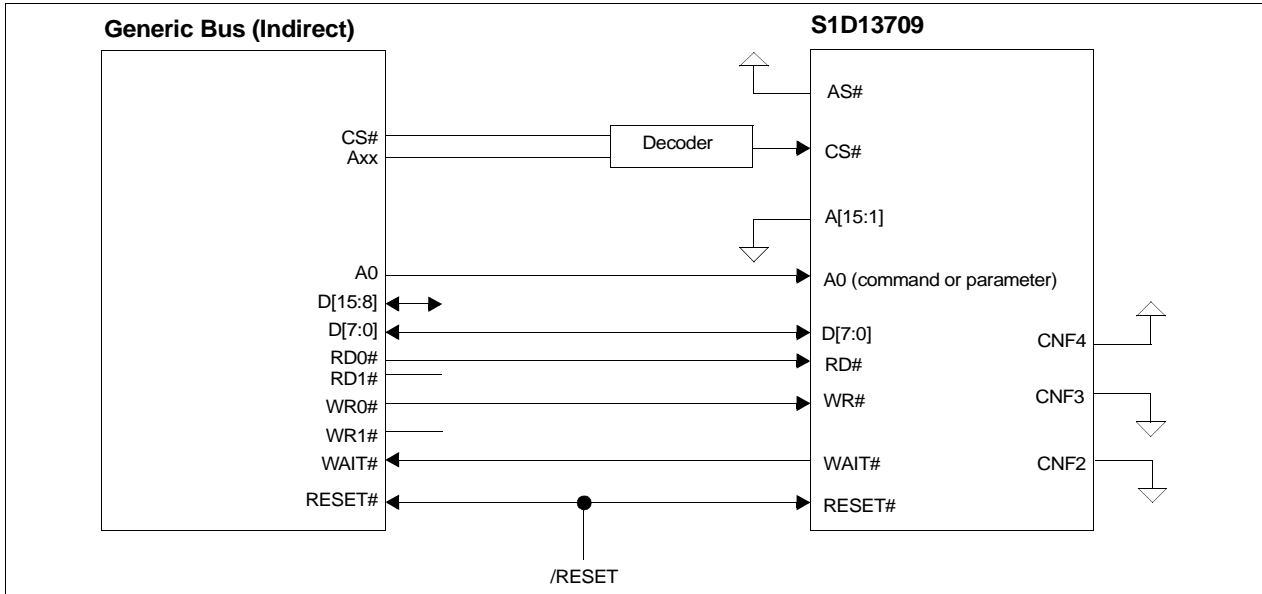 Generic Bus (Indirect)
CS#
Axx
A0
D[15:8]
D[7:0]
RD0#
RD1#
WR0#
WR1#
WAIT#
RESET#
Decoder
/RESET
S1D13709
AS#
CS#
A[15:1]
A0 (command or parameter)
D[7:0]
RD#
WR#
WAIT#
RESET#
CNF4
CNF3
CNF2